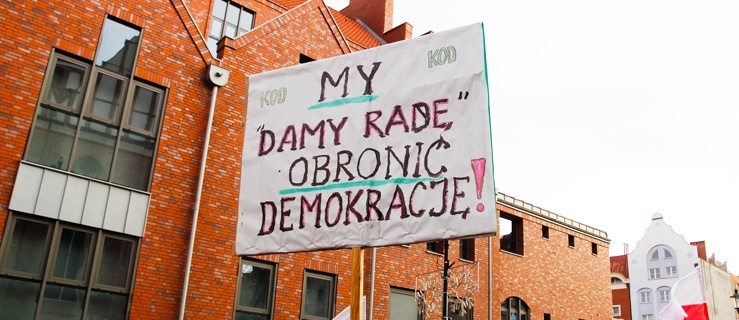 KOD KOD
MY
"DAMY RADĘ"
OBRONIĆ
DEMOKRACJĘ!